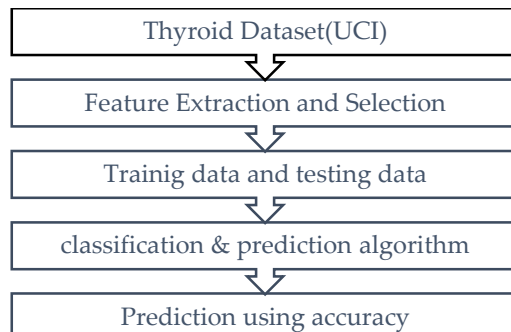 Thyroid Dataset(UCI)
Feature Extraction and Selection
Trainig data and testing data
classification & prediction algorithm
Prediction using accuracy